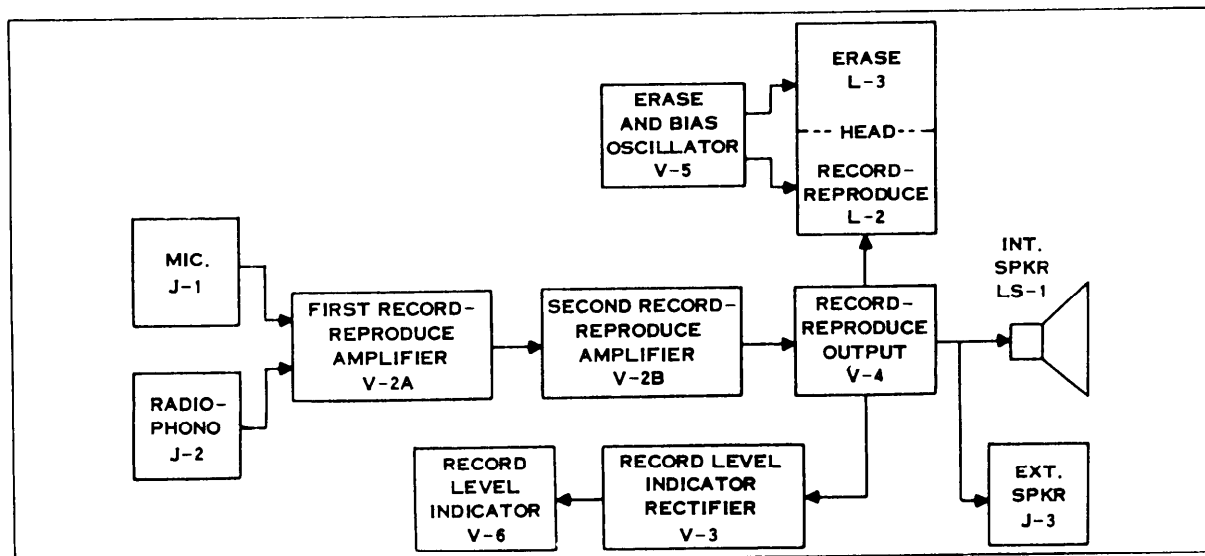 ERASE
L-3
HEAD
RECORD-
REPRODUCE
L-2
ERASE
AND BIAS
OSCILLATOR
V-5
MIC.
J-1
RADIO-
PHONO
J-2
FIRST RECORD-
REPRODUCE
AMPLIFIER
V-2A
SECOND RECORD-
REPRODUCE
AMPLIFIER
V-2B
RECORD-
REPRODUCE
OUTPUT
V-4
INT.
SPKR
LS-1
RECORD
LEVEL
INDICATOR
V-6
RECORD LEVEL
INDICATOR
RECTIFIER
V-3
EXT.
SPKR
J-3